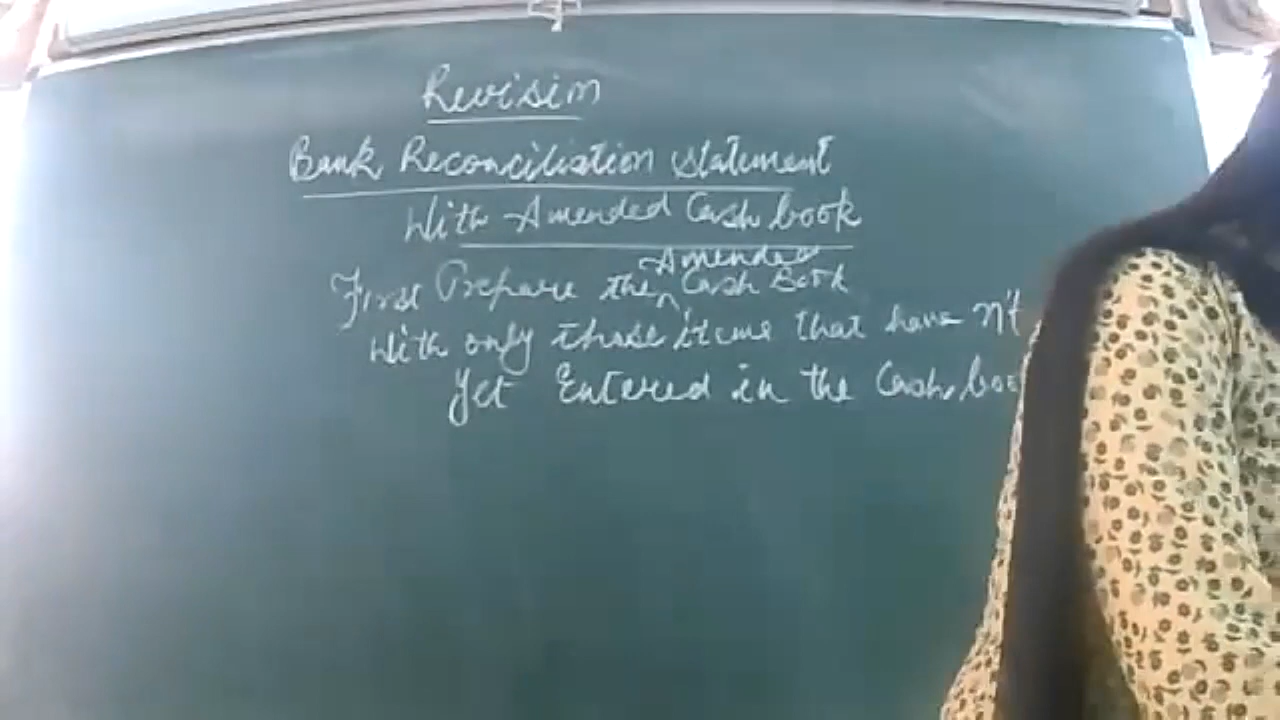 Revision
Bank Reconciliation Statement
With Amended Cash book
First Prepare the Amended Cash Book
With only those items that have n't
Yet Entered in the Cash boo